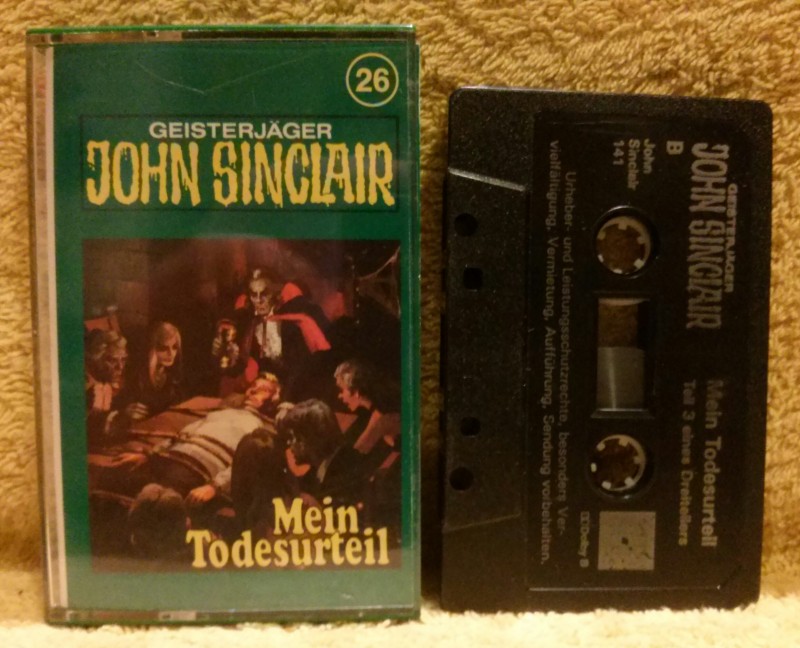 26
GEISTERJÄGER
JOHN SINCLAIR
Mein
Todesurteil
GEISTERJÄGER
JOHN SINCLAIR
Mein Todesurteil
Teil 3 eines Dreiteilers
B
John
Sinclair
141
Dolby B
Urheber- und Leistungsschutzrechte, besonders Ver-
vielfältigung, Vermietung, Aufführung, Sendung vorbehalten.